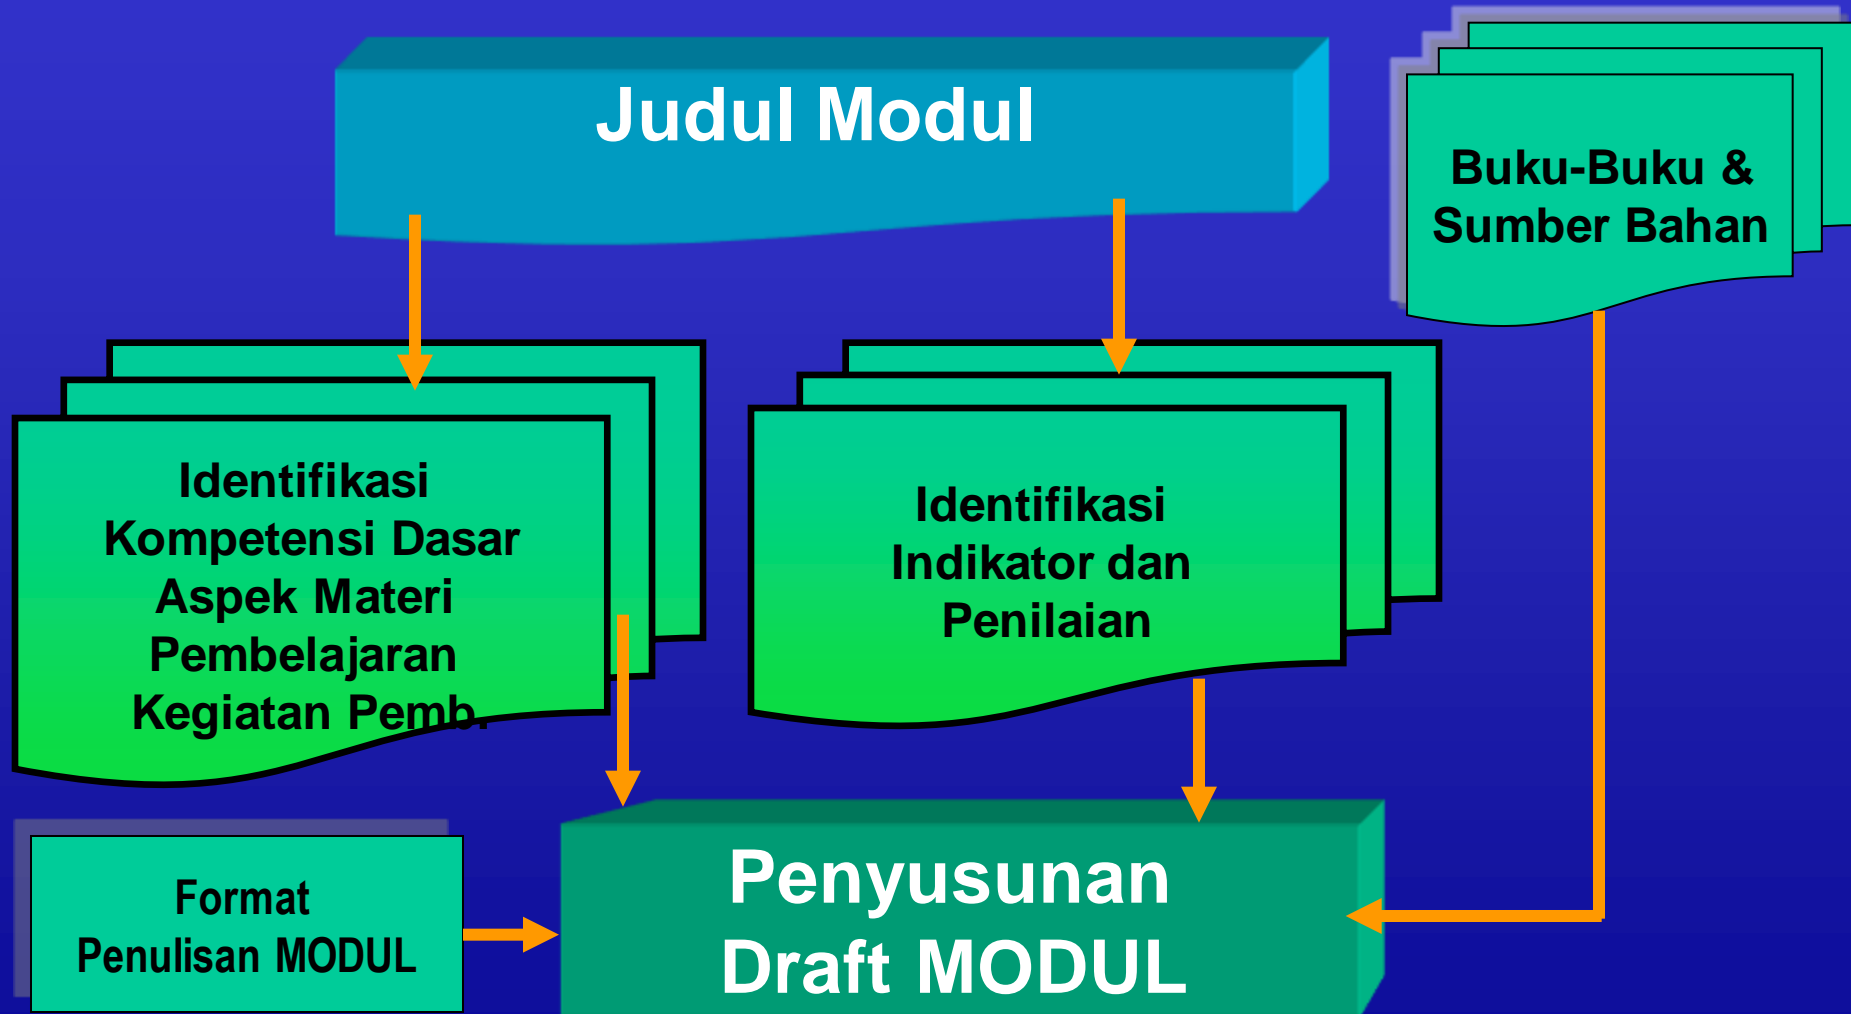 Judul Modul
Buku-Buku &
Sumber Bahan
Identifikasi
Kompetensi Dasar
Aspek Materi
Pembelajaran
Kegiatan Pemb.
Identifikasi
Indikator dan
Penilaian
Format
Penulisan MODUL
Penyusunan
Draft MODUL